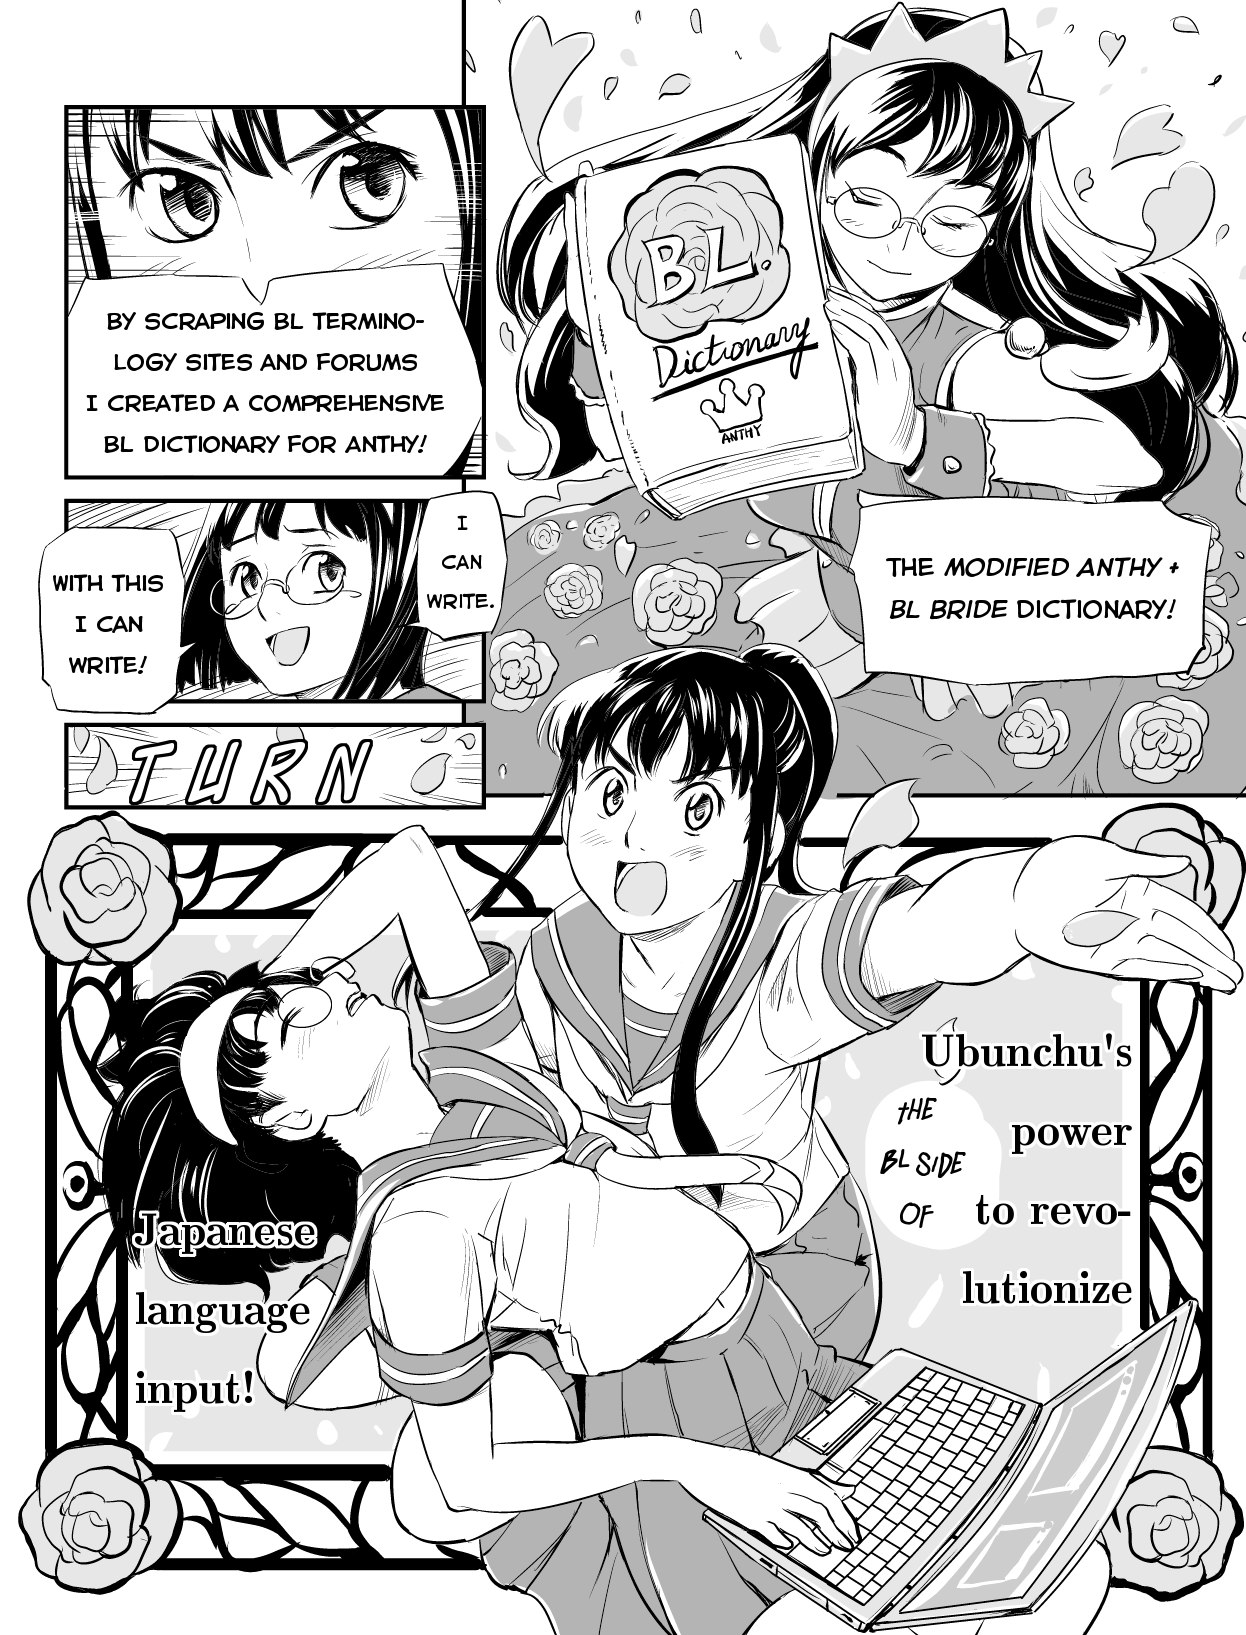 BL.
Dictionary
ANTHY
THE MODIFIED ANTHY +
BL BRIDE DICTIONARY!
BY SCRAPING BL TERMINO-
LOGY SITES AND FORUMS
I CREATED A COMPREHENSIVE
BL DICTIONARY FOR ANTHY!
I
CAN
WRITE.
WITH THIS
I CAN
WRITE!
TURN
THE
BL SIDE
OF
Ubunchu's
power
to revo-
lutionize
Japanese
language
input!